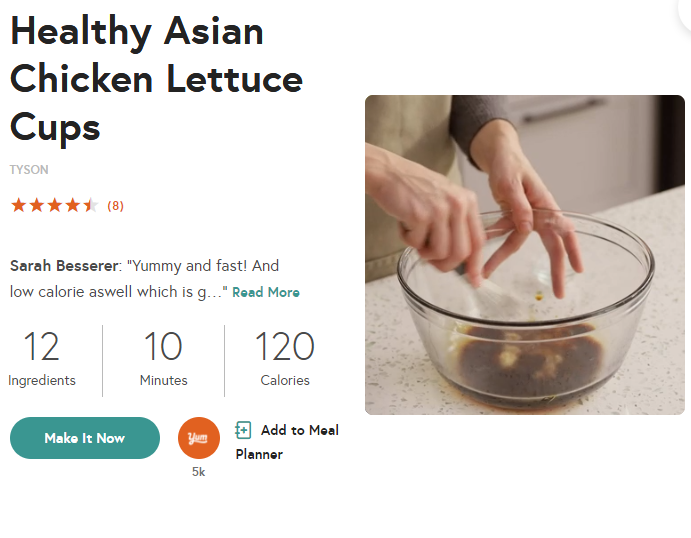 Healthy Asian
Chicken Lettuce
Cups
TYSON
(8)
Sarah Besserer: "Yummy and fast! And
low calorie aswell which is g…" Read More
12
Ingredients
10
Minutes
120
Calories
Make It Now
Yum
5k
Add to Meal
Planner